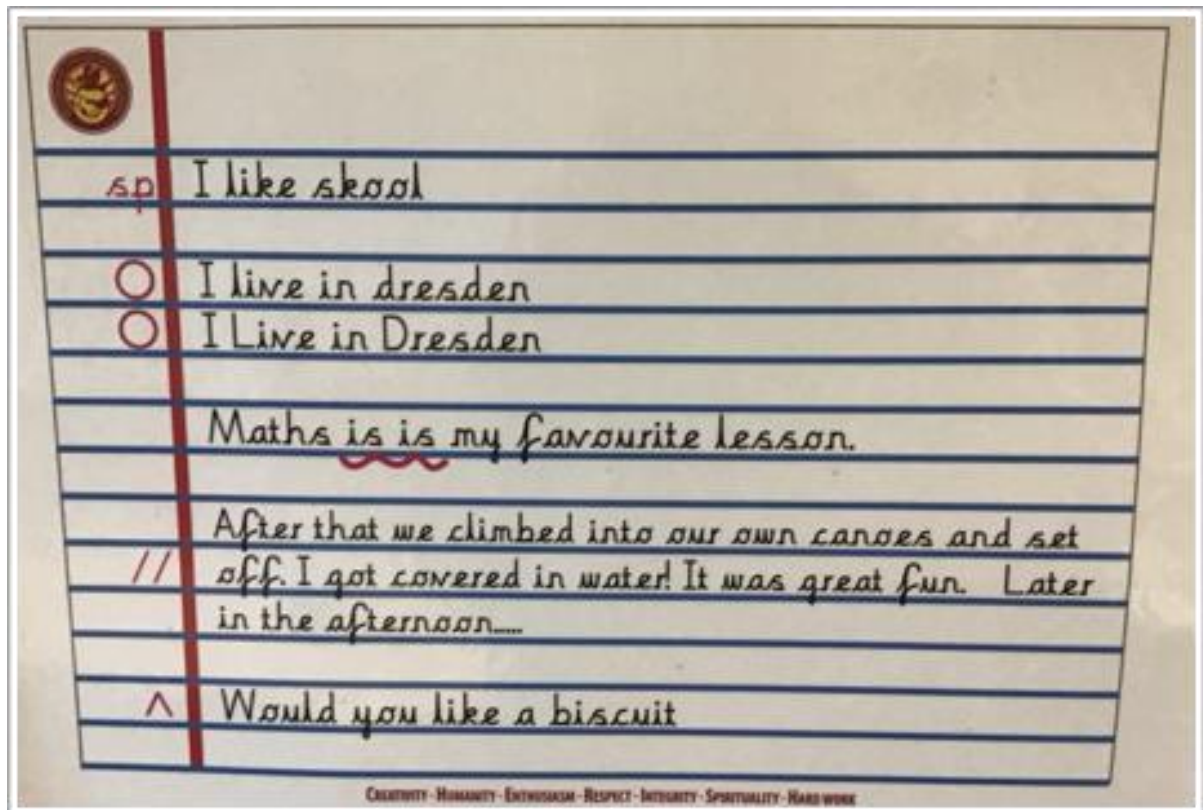 sp I like skool
O I live in dresden
O I Live in Dresden
Maths is is my favourite lesson.
After that we climbed into our own canoes and set
// off. I got covered in water! It was great fun. Later
in the afternoon.....
^ Would you like a biscuit
CREATIVITY - HUMANITY - ENTHUSIASM - RESPECT - INTEGRITY - SPIRITUALITY - HARD WORK